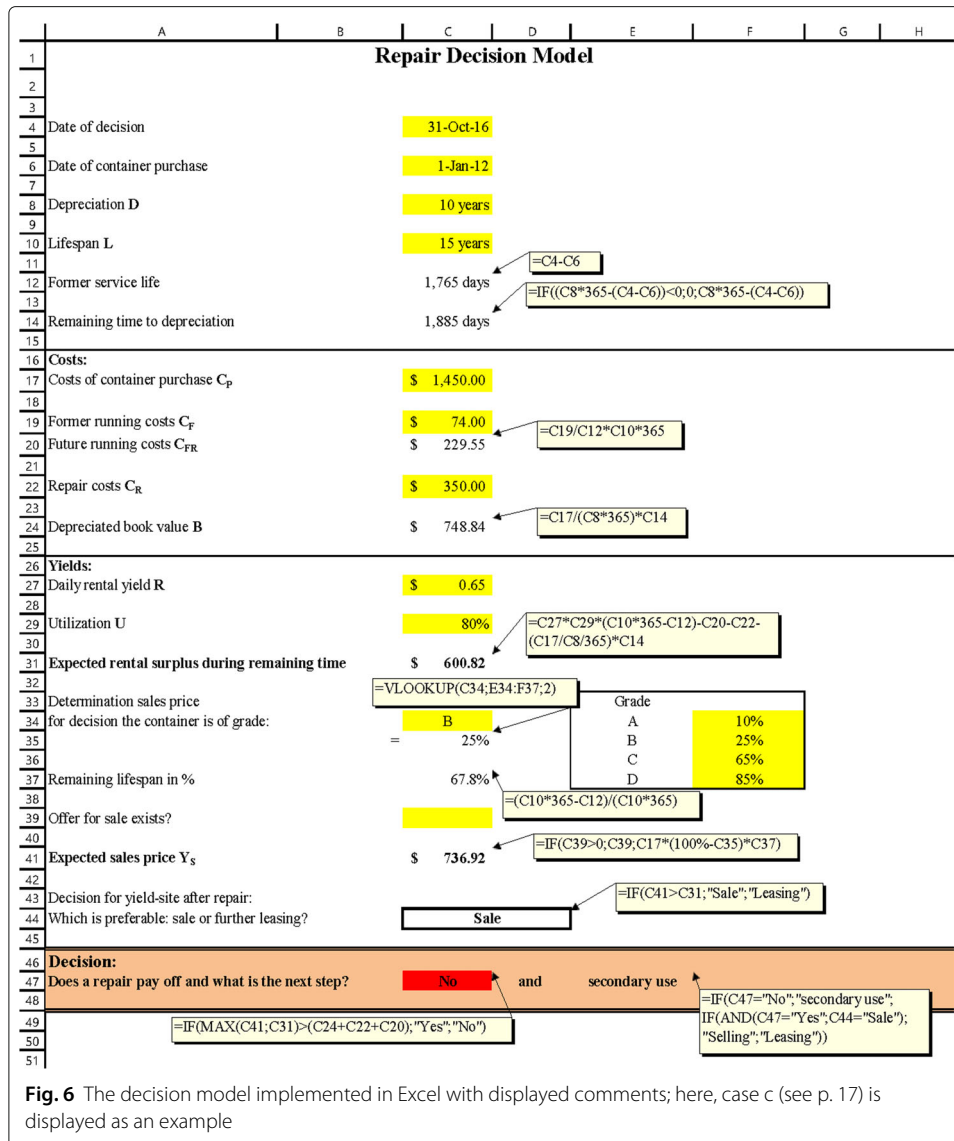 A B C D E F G H
1 Repair Decision Model
2
3
4 Date of decision 31-Oct-16
5
6 Date of container purchase 1-Jan-12
7
8 Depreciation D 10 years
9
10 Lifespan L 15 years
11 =C4-C6
12 Former service life 1,765 days
13 =IF((C8*365-(C4-C6))<0;0;C8*365-(C4-C6))
14 Remaining time to depreciation 1,885 days
15
16 Costs:
17 Costs of container purchase CP $ 1,450.00
18
19 Former running costs CF $ 74.00
=C19/C12*C10*365
20 Future running costs CFR $ 229.55
21
22 Repair costs CR $ 350.00
23
24 Depreciated book value B $ 748.84 =C17/(C8*365)*C14
25
26 Yields:
27 Daily rental yield R $ 0.65
28
29 Utilization U 80% =C27*C29*(C10*365-C12)-C20-C22-
30 (C17/C8/365)*C14
31 Expected rental surplus during remaining time $ 600.82
32 =VLOOKUP(C34;E34:F37;2)
33 Determination sales price Grade
34 for decision the container is of grade: B A 10%
35 = 25% B 25%
36 C 65%
37 Remaining lifespan in % 67.8% D 85%
38 =(C10*365-C12)/(C10*365)
39 Offer for sale exists?
40 =IF(C39>0;C39;C17*(100%-C35)*C37)
41 Expected sales price YS $ 736.92
42
43 Decision for yield-site after repair: =IF(C41>C31;"Sale";"Leasing")
44 Which is preferable: sale or further leasing? Sale
45
46 Decision:
47 Does a repair pay off and what is the next step? No and secondary use
48 =IF(C47="No";"secondary use";
49 =IF(MAX(C41;C31)>(C24+C22+C20);"Yes";"No") IF(AND(C47="Yes";C44="Sale");
50 "Selling";"Leasing"))
51
Fig. 6 The decision model implemented in Excel with displayed comments; here, case c (see p. 17) is
displayed as an example